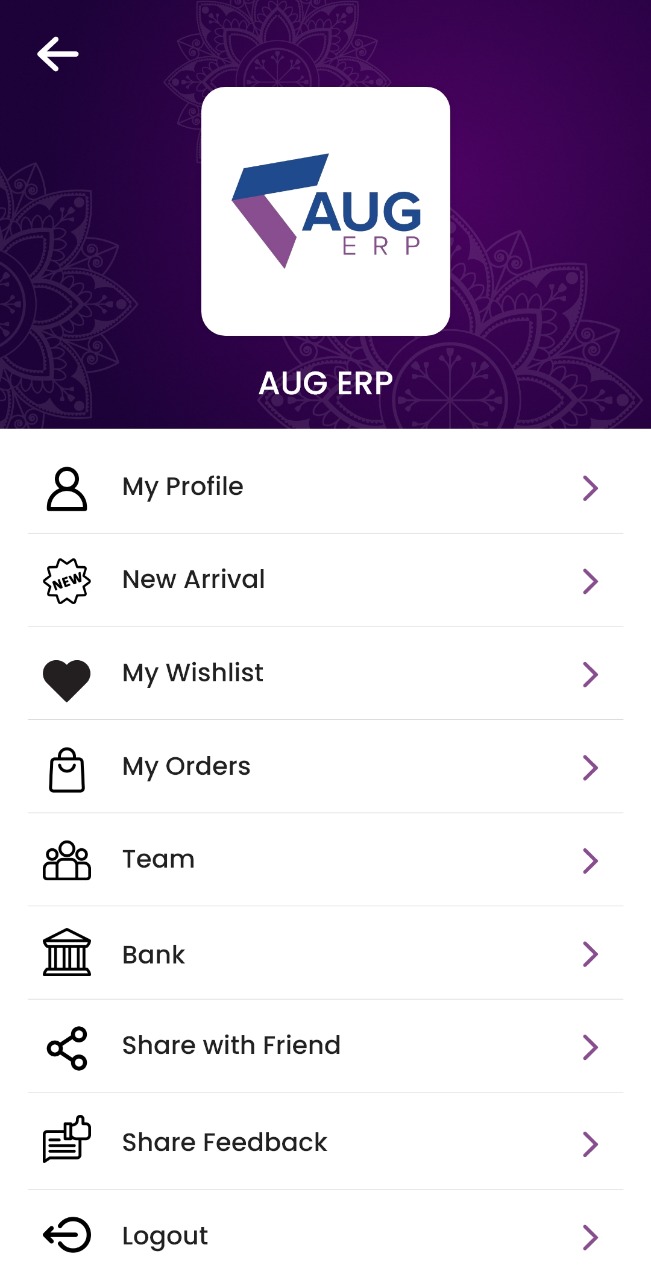 AUG
ERP
AUG ERP
My Profile
NEW
New Arrival
My Wishlist
My Orders
Team
Bank
Share with Friend
Share Feedback
Logout